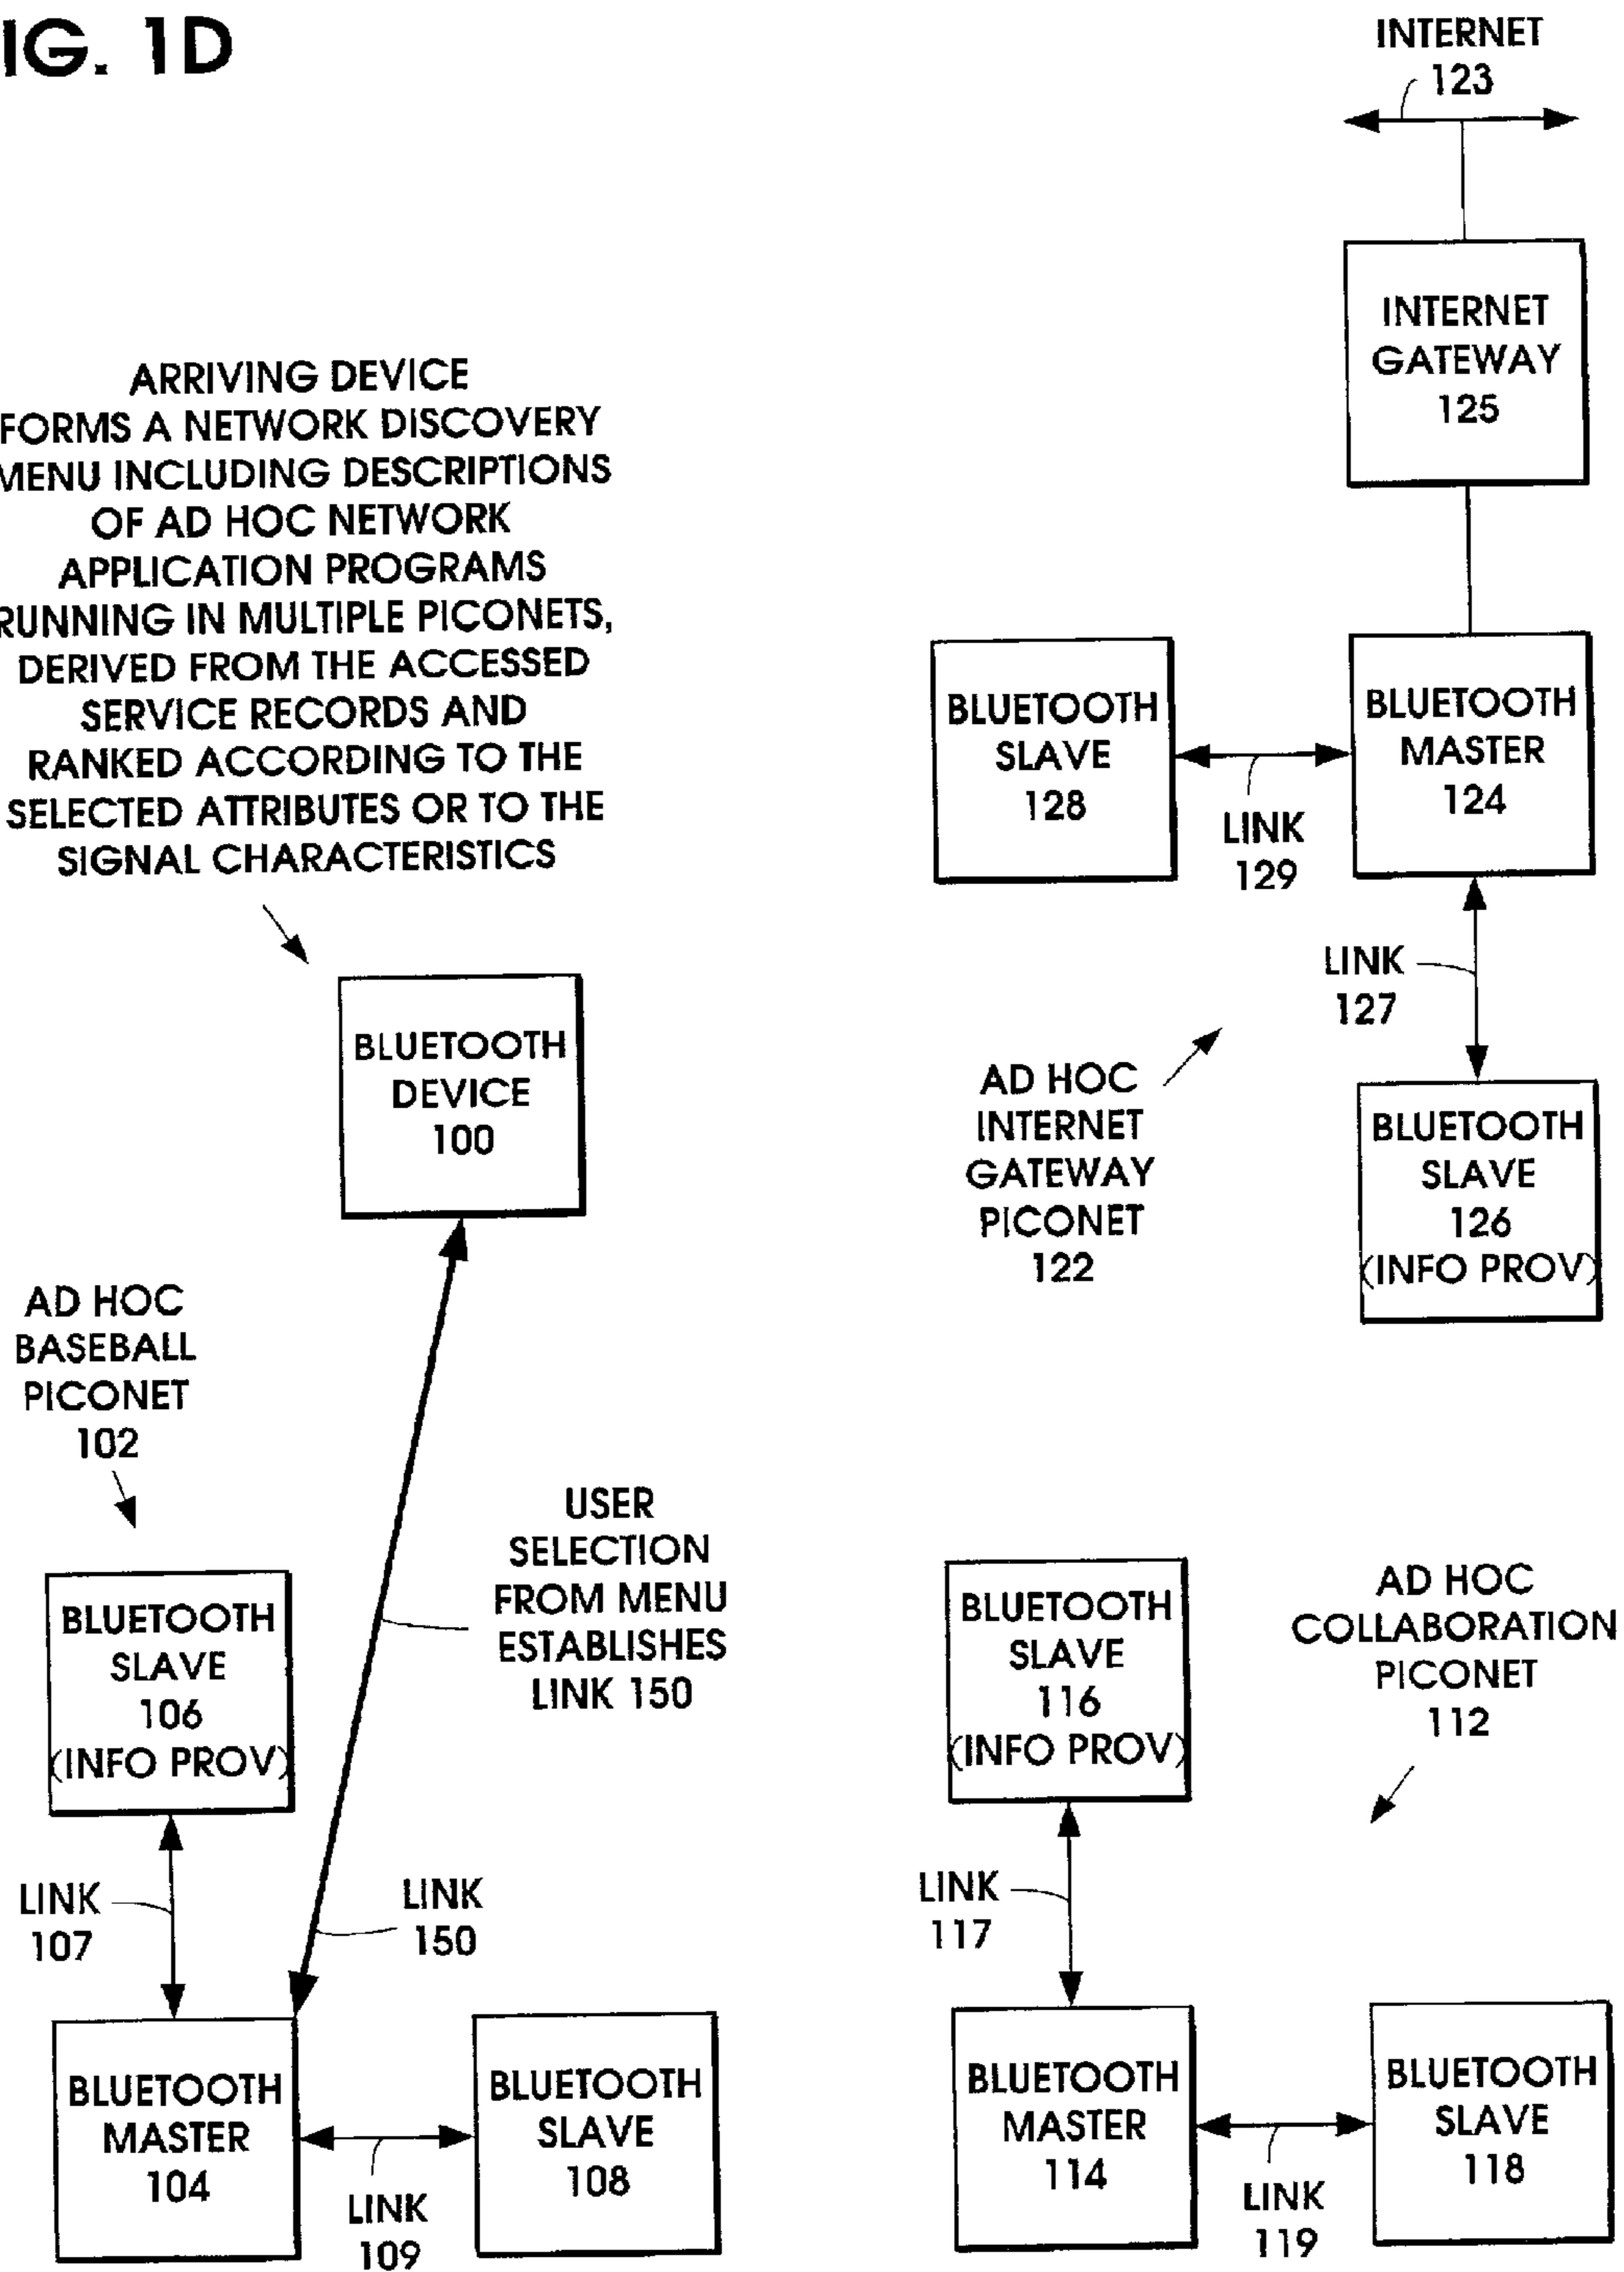 IG. 1D
INTERNET
123
INTERNET
GATEWAY
125
ARRIVING DEVICE
FORMS A NETWORK DISCOVERY
MENU INCLUDING DESCRIPTIONS
OF AD HOC NETWORK
APPLICATION PROGRAMS
RUNNING IN MULTIPLE PICONETS,
DERIVED FROM THE ACCESSED
SERVICE RECORDS AND
RANKED ACCORDING TO THE
SELECTED ATTRIBUTES OR TO THE
SIGNAL CHARACTERISTICS
BLUETOOTH
SLAVE
128
LINK
129
BLUETOOTH
MASTER
124
LINK
127
BLUETOOTH
DEVICE
100
AD HOC
INTERNET
GATEWAY
PICONET
122
BLUETOOTH
SLAVE
126
(INFO PROV)
AD HOC
BASEBALL
PICONET
102
USER
SELECTION
FROM MENU
ESTABLISHES
LINK 150
BLUETOOTH
SLAVE
106
(INFO PROV)
BLUETOOTH
SLAVE
116
(INFO PROV)
AD HOC
COLLABORATION
PICONET
112
LINK
107
LINK
150
LINK
117
BLUETOOTH
MASTER
104
LINK
109
BLUETOOTH
SLAVE
108
BLUETOOTH
MASTER
114
LINK
119
BLUETOOTH
SLAVE
118